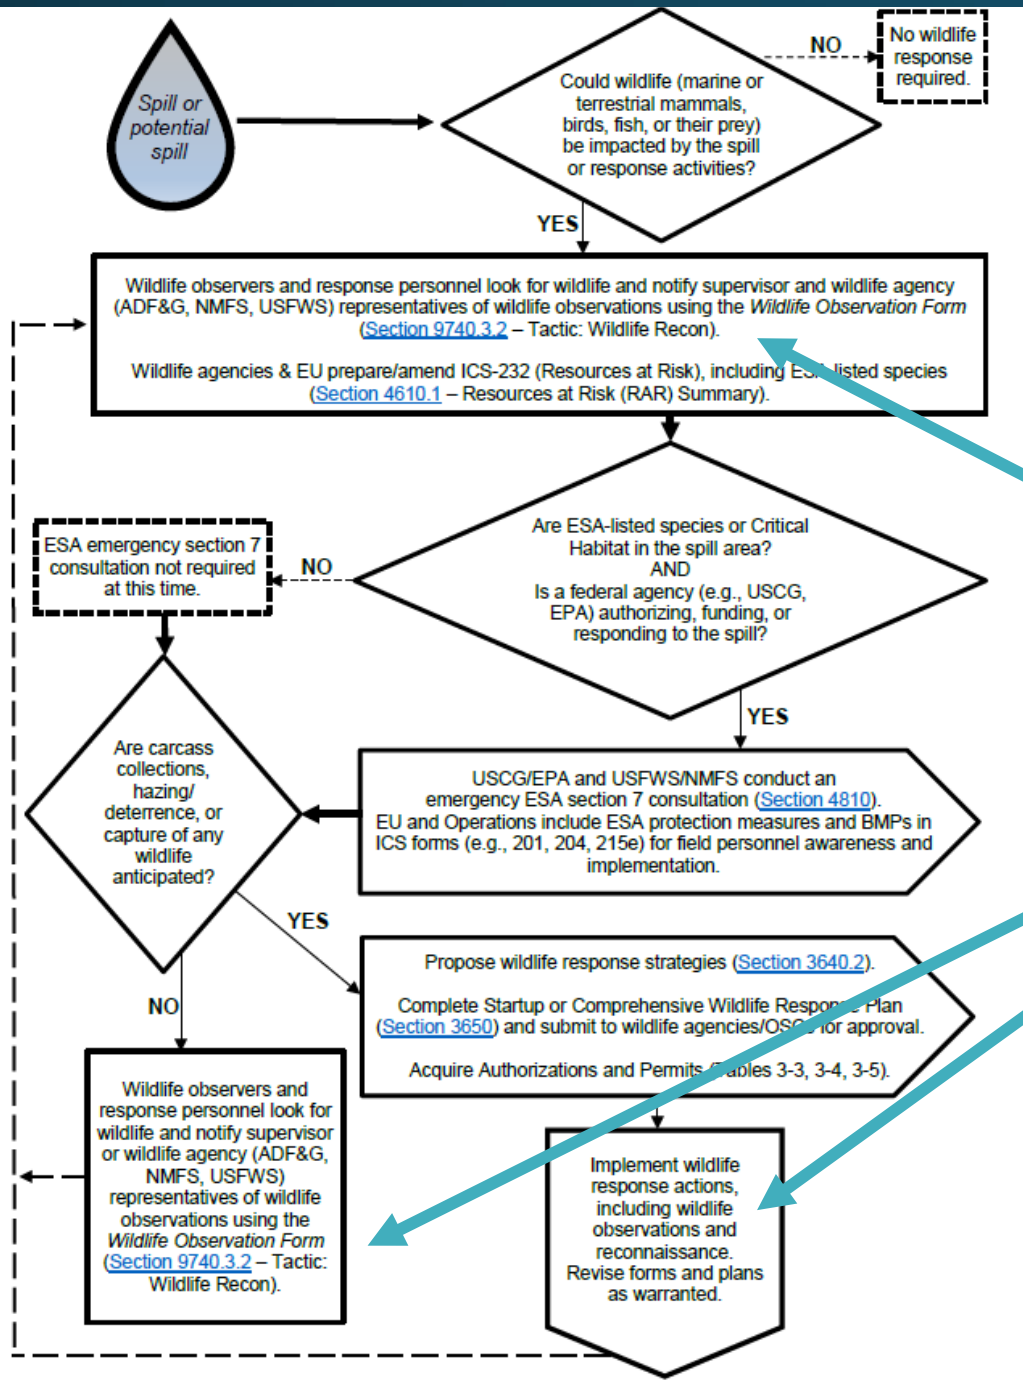 Spill or
potential
spill
Could wildlife (marine or
terrestrial mammals,
birds, fish, or their prey)
be impacted by the spill
or response activities?
NO
No wildlife
response
required.
YES
Wildlife observers and response personnel look for wildlife and notify supervisor and wildlife agency
(ADF&G, NMFS, USFWS) representatives of wildlife observations using the Wildlife Observation Form
(Section 9740.3.2 – Tactic: Wildlife Recon).
Wildlife agencies & EU prepare/amend ICS-232 (Resources at Risk), including ESA-listed species
(Section 4610.1 – Resources at Risk (RAR) Summary).
Are ESA-listed species or Critical
Habitat in the spill area?
AND
Is a federal agency (e.g., USCG,
EPA) authorizing, funding, or
responding to the spill?
NO
ESA emergency section 7
consultation not required
at this time.
YES
USCG/EPA and USFWS/NMFS conduct an
emergency ESA section 7 consultation (Section 4810).
EU and Operations include ESA protection measures and BMPs in
ICS forms (e.g., 201, 204, 215e) for field personnel awareness and
implementation.
Are carcass
collections,
hazing/
deterrence, or
capture of any
wildlife
anticipated?
YES
Propose wildlife response strategies (Section 3640.2).
Complete Startup or Comprehensive Wildlife Response Plan
(Section 3650) and submit to wildlife agencies/OSCs for approval.
Acquire Authorizations and Permits (Tables 3-3, 3-4, 3-5).
NO
Wildlife observers and
response personnel look for
wildlife and notify supervisor
or wildlife agency (ADF&G,
NMFS, USFWS)
representatives of wildlife
observations using the
Wildlife Observation Form
(Section 9740.3.2 – Tactic:
Wildlife Recon).
Implement wildlife
response actions,
including wildlife
observations and
reconnaissance.
Revise forms and plans
as warranted.